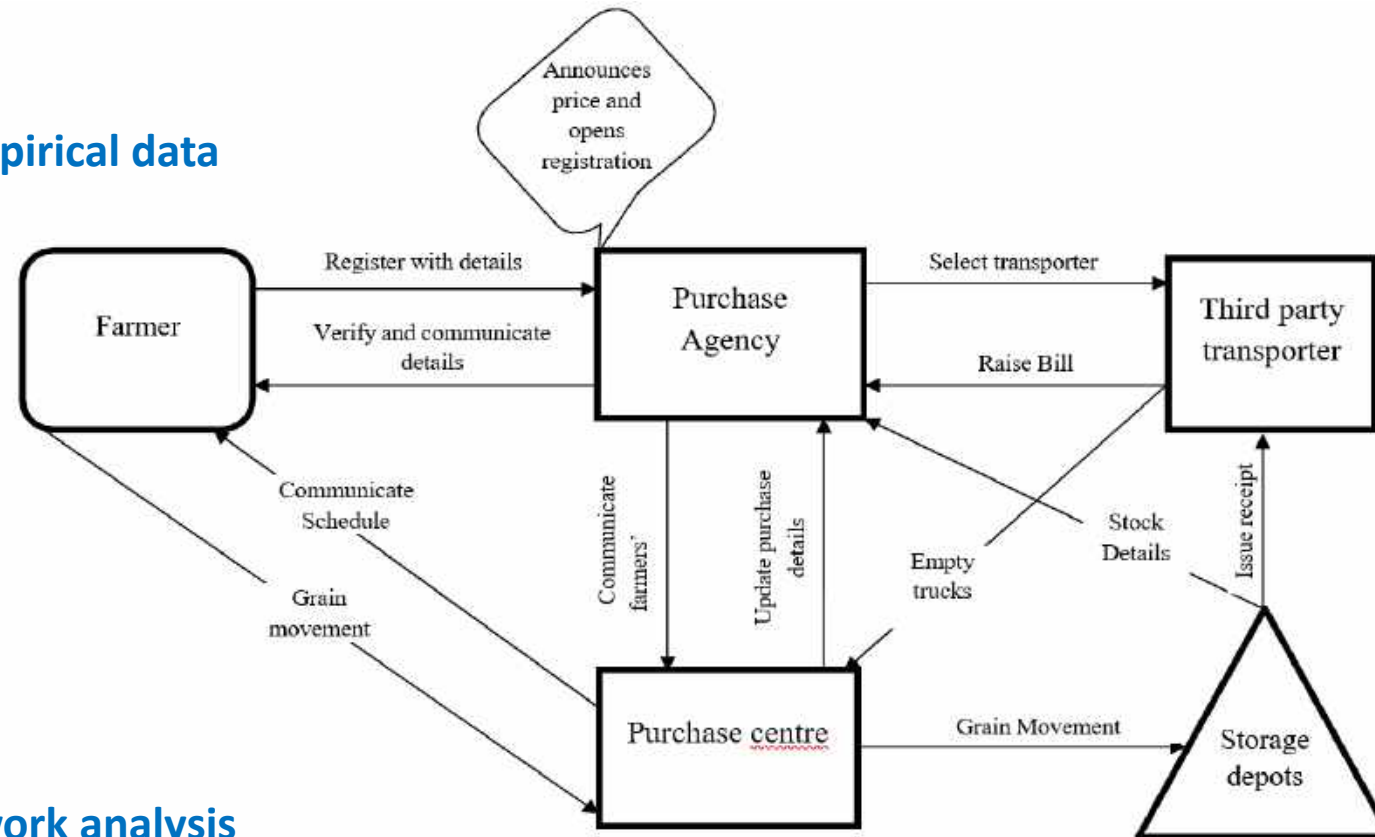 Announces
price and
opens
registration
pirical data
Register with details
Select transporter
Farmer
Purchase
Agency
Third party
transporter
Verify and communicate
details
Raise Bill
Communicate
Schedule
Communicate
farmers’
Update purchase
details
Empty
trucks
Stock
Details
Issue receipt
Grain
movement
Purchase centre
Grain Movement
Storage
depots
work analysis